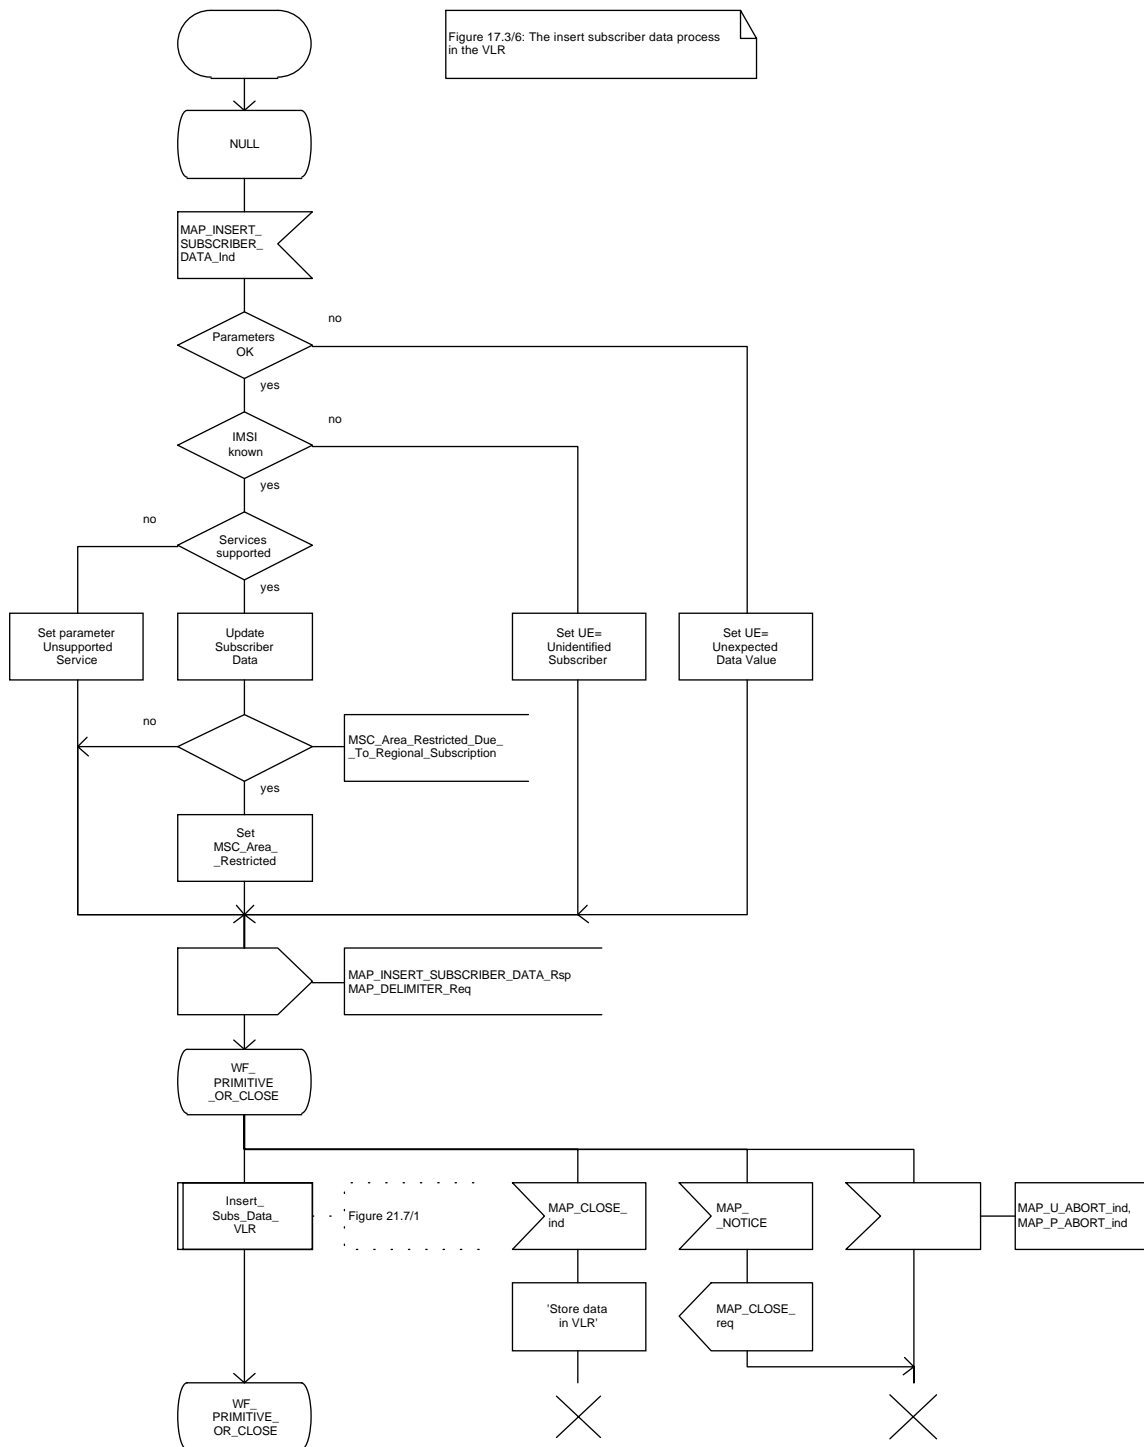 Figure 17.3/6: The insert subscriber data process
in the VLR
NULL
MAP_INSERT_
SUBSCRIBER_
DATA_Ind
no
Parameters
OK
yes
no
IMSI
known
yes
no
Services
supported
yes
Set parameter
Unsupported
Service
Update
Subscriber
Data
Set UE=
Unidentified
Subscriber
Set UE=
Unexpected
Data Value
no
MSC_Area_Restricted_Due_
_To_Regional_Subscription
yes
Set
MSC_Area_
_Restricted
MAP_INSERT_SUBSCRIBER_DATA_Rsp
MAP_DELIMITER_Req
WF_
PRIMITIVE
_OR_CLOSE
Insert_
Subs_Data_
VLR
Figure 21.7/1
MAP_CLOSE_
ind
MAP_
_NOTICE
MAP_U_ABORT_ind,
MAP_P_ABORT_ind
'Store data
in VLR'
MAP_CLOSE_
req
WF_
PRIMITIVE_
OR_CLOSE